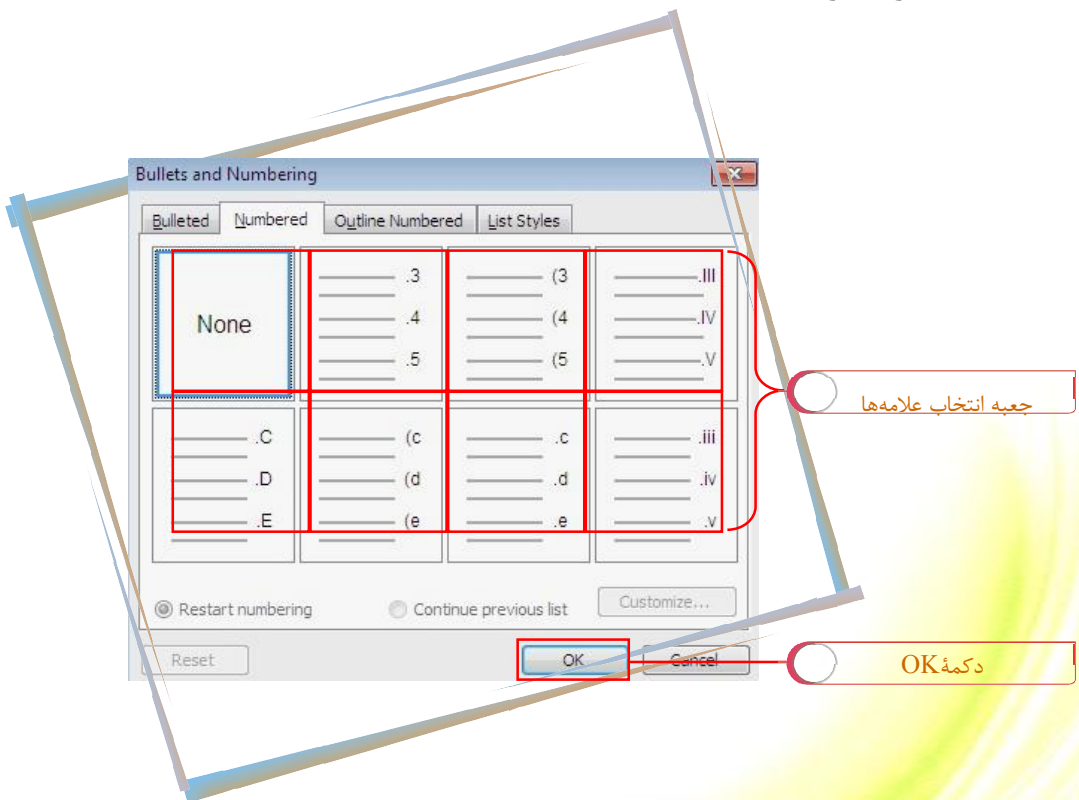 Bullets and Numbering
Bulleted Numbered Outline Numbered List Styles
None
.3
.4
.5
(3
(4
(5
.III
.IV
.V
جعبه انتخاب علامه‌ها
.C
.D
.E
(c
(d
(e
.c
.d
.e
.iii
.iv
.v
Restart numbering Continue previous list Customize...
Reset OK Cancel
دکمهٔ OK